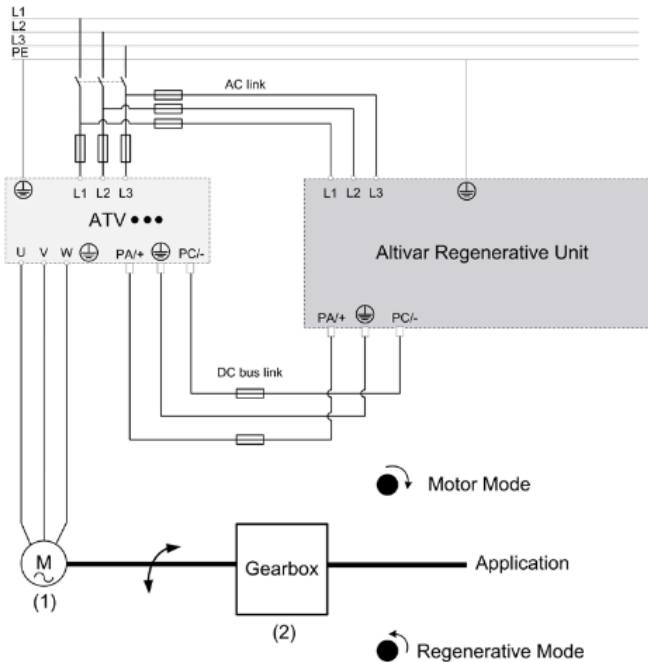 L1
L2
L3
PE
AC link
L1 L2 L3
L1 L2 L3
ATV •••
Altivar Regenerative Unit
U V W PA/+ PC/-
PA/+ PC/-
DC bus link
Motor Mode
M
Gearbox
Application
(1)
(2)
Regenerative Mode